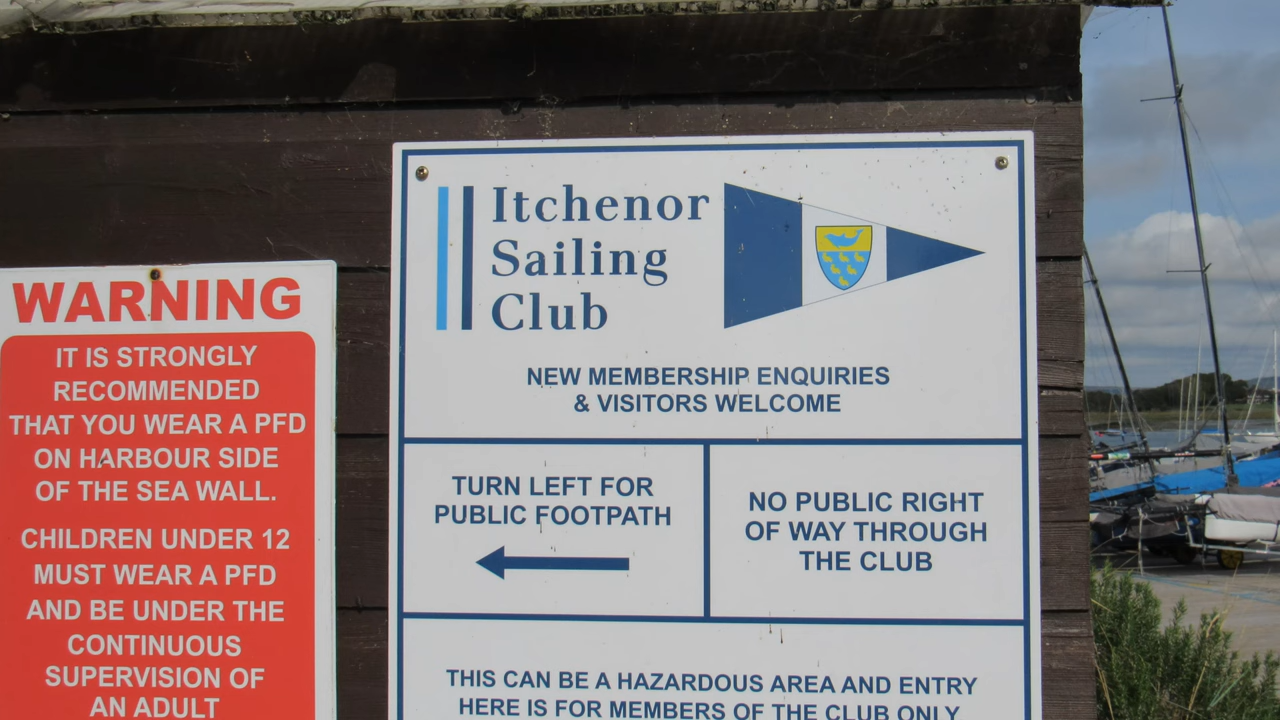 WARNING
IT IS STRONGLY
RECOMMENDED
THAT YOU WEAR A PFD
ON HARBOUR SIDE
OF THE SEA WALL.
CHILDREN UNDER 12
MUST WEAR A PFD
AND BE UNDER THE
CONTINUOUS
SUPERVISION OF
AN ADULT
Itchenor
Sailing
Club
NEW MEMBERSHIP ENQUIRIES
& VISITORS WELCOME
TURN LEFT FOR
PUBLIC FOOTPATH
NO PUBLIC RIGHT
OF WAY THROUGH
THE CLUB
THIS CAN BE A HAZARDOUS AREA AND ENTRY
HERE IS FOR MEMBERS OF THE CLUB ONLY